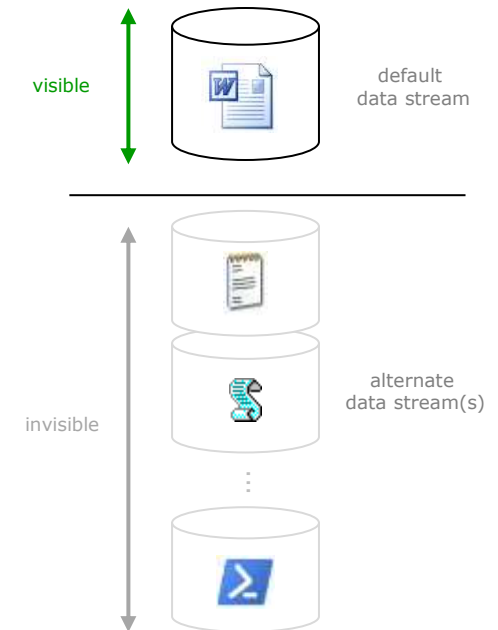 visible
default
data stream
W
alternate
data stream(s)
invisible
⋮